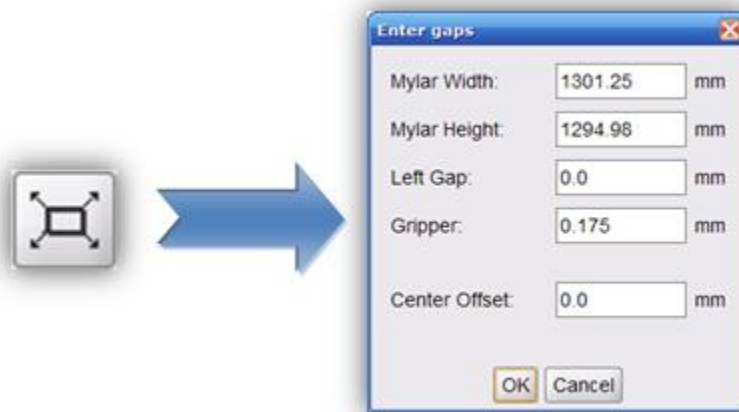 Enter gaps
Mylar Width: 1301.25 mm
Mylar Height: 1294.98 mm
Left Gap: 0.0 mm
Gripper: 0.175 mm
Center Offset: 0.0 mm
OK Cancel